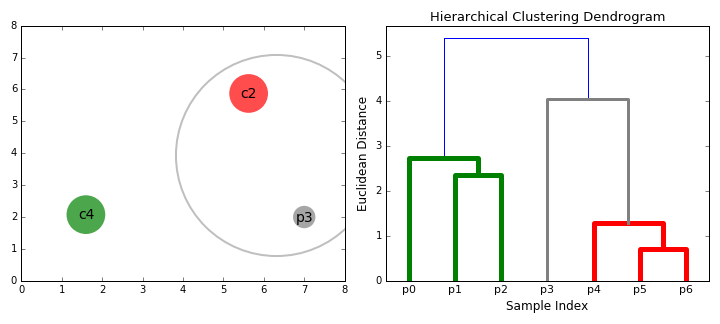 Hierarchical Clustering Dendrogram
8
7
6
5
4
3
2
1
0
c2
c4
p3
0 1 2 3 4 5 6 7 8
Euclidean Distance
5
4
3
2
1
0
p0 p1 p2 p3 p4 p5 p6
Sample Index